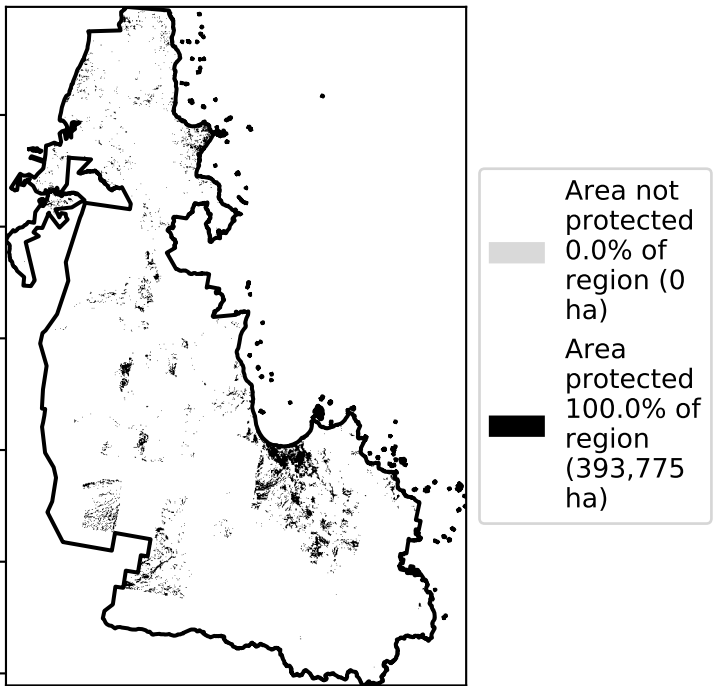 Area not
protected
0.0% of
region (0
ha)
Area
protected
100.0% of
region
(393,775
ha)